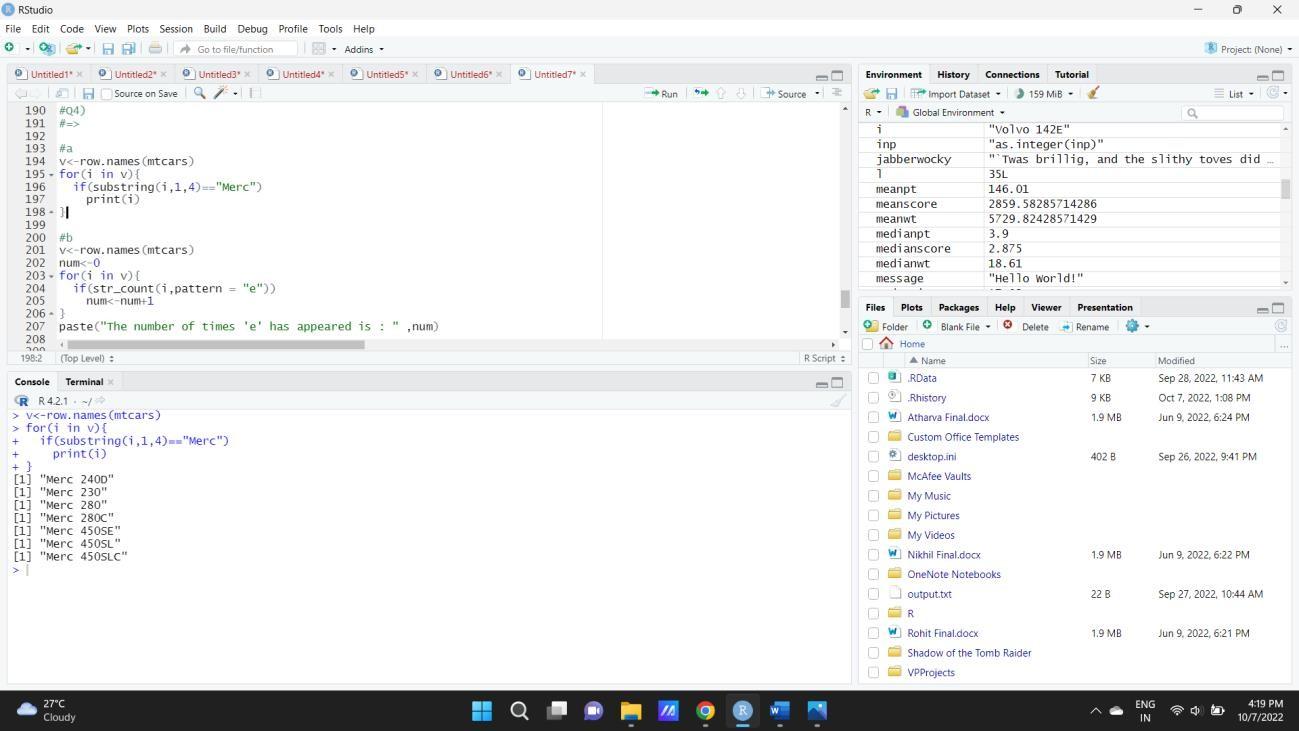 RStudio
File Edit Code View Plots Session Build Debug Profile Tools Help
Go to file/function Addins Project: (None)
Untitled1* Untitled2* Untitled3* Untitled4* Untitled5* Untitled6* Untitled7*
Source on Save Run Source
190 #Q4)
191 #=>
192
193 #a
194 v<-row.names(mtcars)
195 for(i in v){
196 if(substring(i,1,4)=="Merc")
197 print(i)
198 }
199
200 #b
201 v<-row.names(mtcars)
202 num<-0
203 for(i in v){
204 if(str_count(i,pattern = "e"))
205 num<-num+1
206 }
207 paste("The number of times 'e' has appeared is : " ,num)
208
198:2 (Top Level) R Script
Console Terminal
R 4.2.1 · ~/
> v<-row.names(mtcars)
> for(i in v){
+ if(substring(i,1,4)=="Merc")
+ print(i)
+ }
[1] "Merc 240D"
[1] "Merc 230"
[1] "Merc 280"
[1] "Merc 280C"
[1] "Merc 450SE"
[1] "Merc 450SL"
[1] "Merc 450SLC"
>
Environment History Connections Tutorial
Import Dataset 159 MiB List
R Global Environment
i "Volvo 142E"
inp "as.integer(inp)"
jabberwocky "`Twas brillig, and the slithy toves did …
l 35L
meanpt 146.01
meanscore 2859.58285714286
meanwt 5729.82428571429
medianpt 3.9
medianscore 2.875
medianwt 18.61
message "Hello World!"
Files Plots Packages Help Viewer Presentation
Folder Blank File Delete Rename
Home ...
Name Size Modified
.RData 7 KB Sep 28, 2022, 11:43 AM
.Rhistory 9 KB Oct 7, 2022, 1:08 PM
Atharva Final.docx 1.9 MB Jun 9, 2022, 6:24 PM
Custom Office Templates
desktop.ini 402 B Sep 26, 2022, 9:41 PM
McAfee Vaults
My Music
My Pictures
My Videos
Nikhil Final.docx 1.9 MB Jun 9, 2022, 6:22 PM
OneNote Notebooks
output.txt 22 B Sep 27, 2022, 10:44 AM
R
Rohit Final.docx 1.9 MB Jun 9, 2022, 6:21 PM
Shadow of the Tomb Raider
VPProjects
27°C
Cloudy
ENG
IN
4:19 PM
10/7/2022